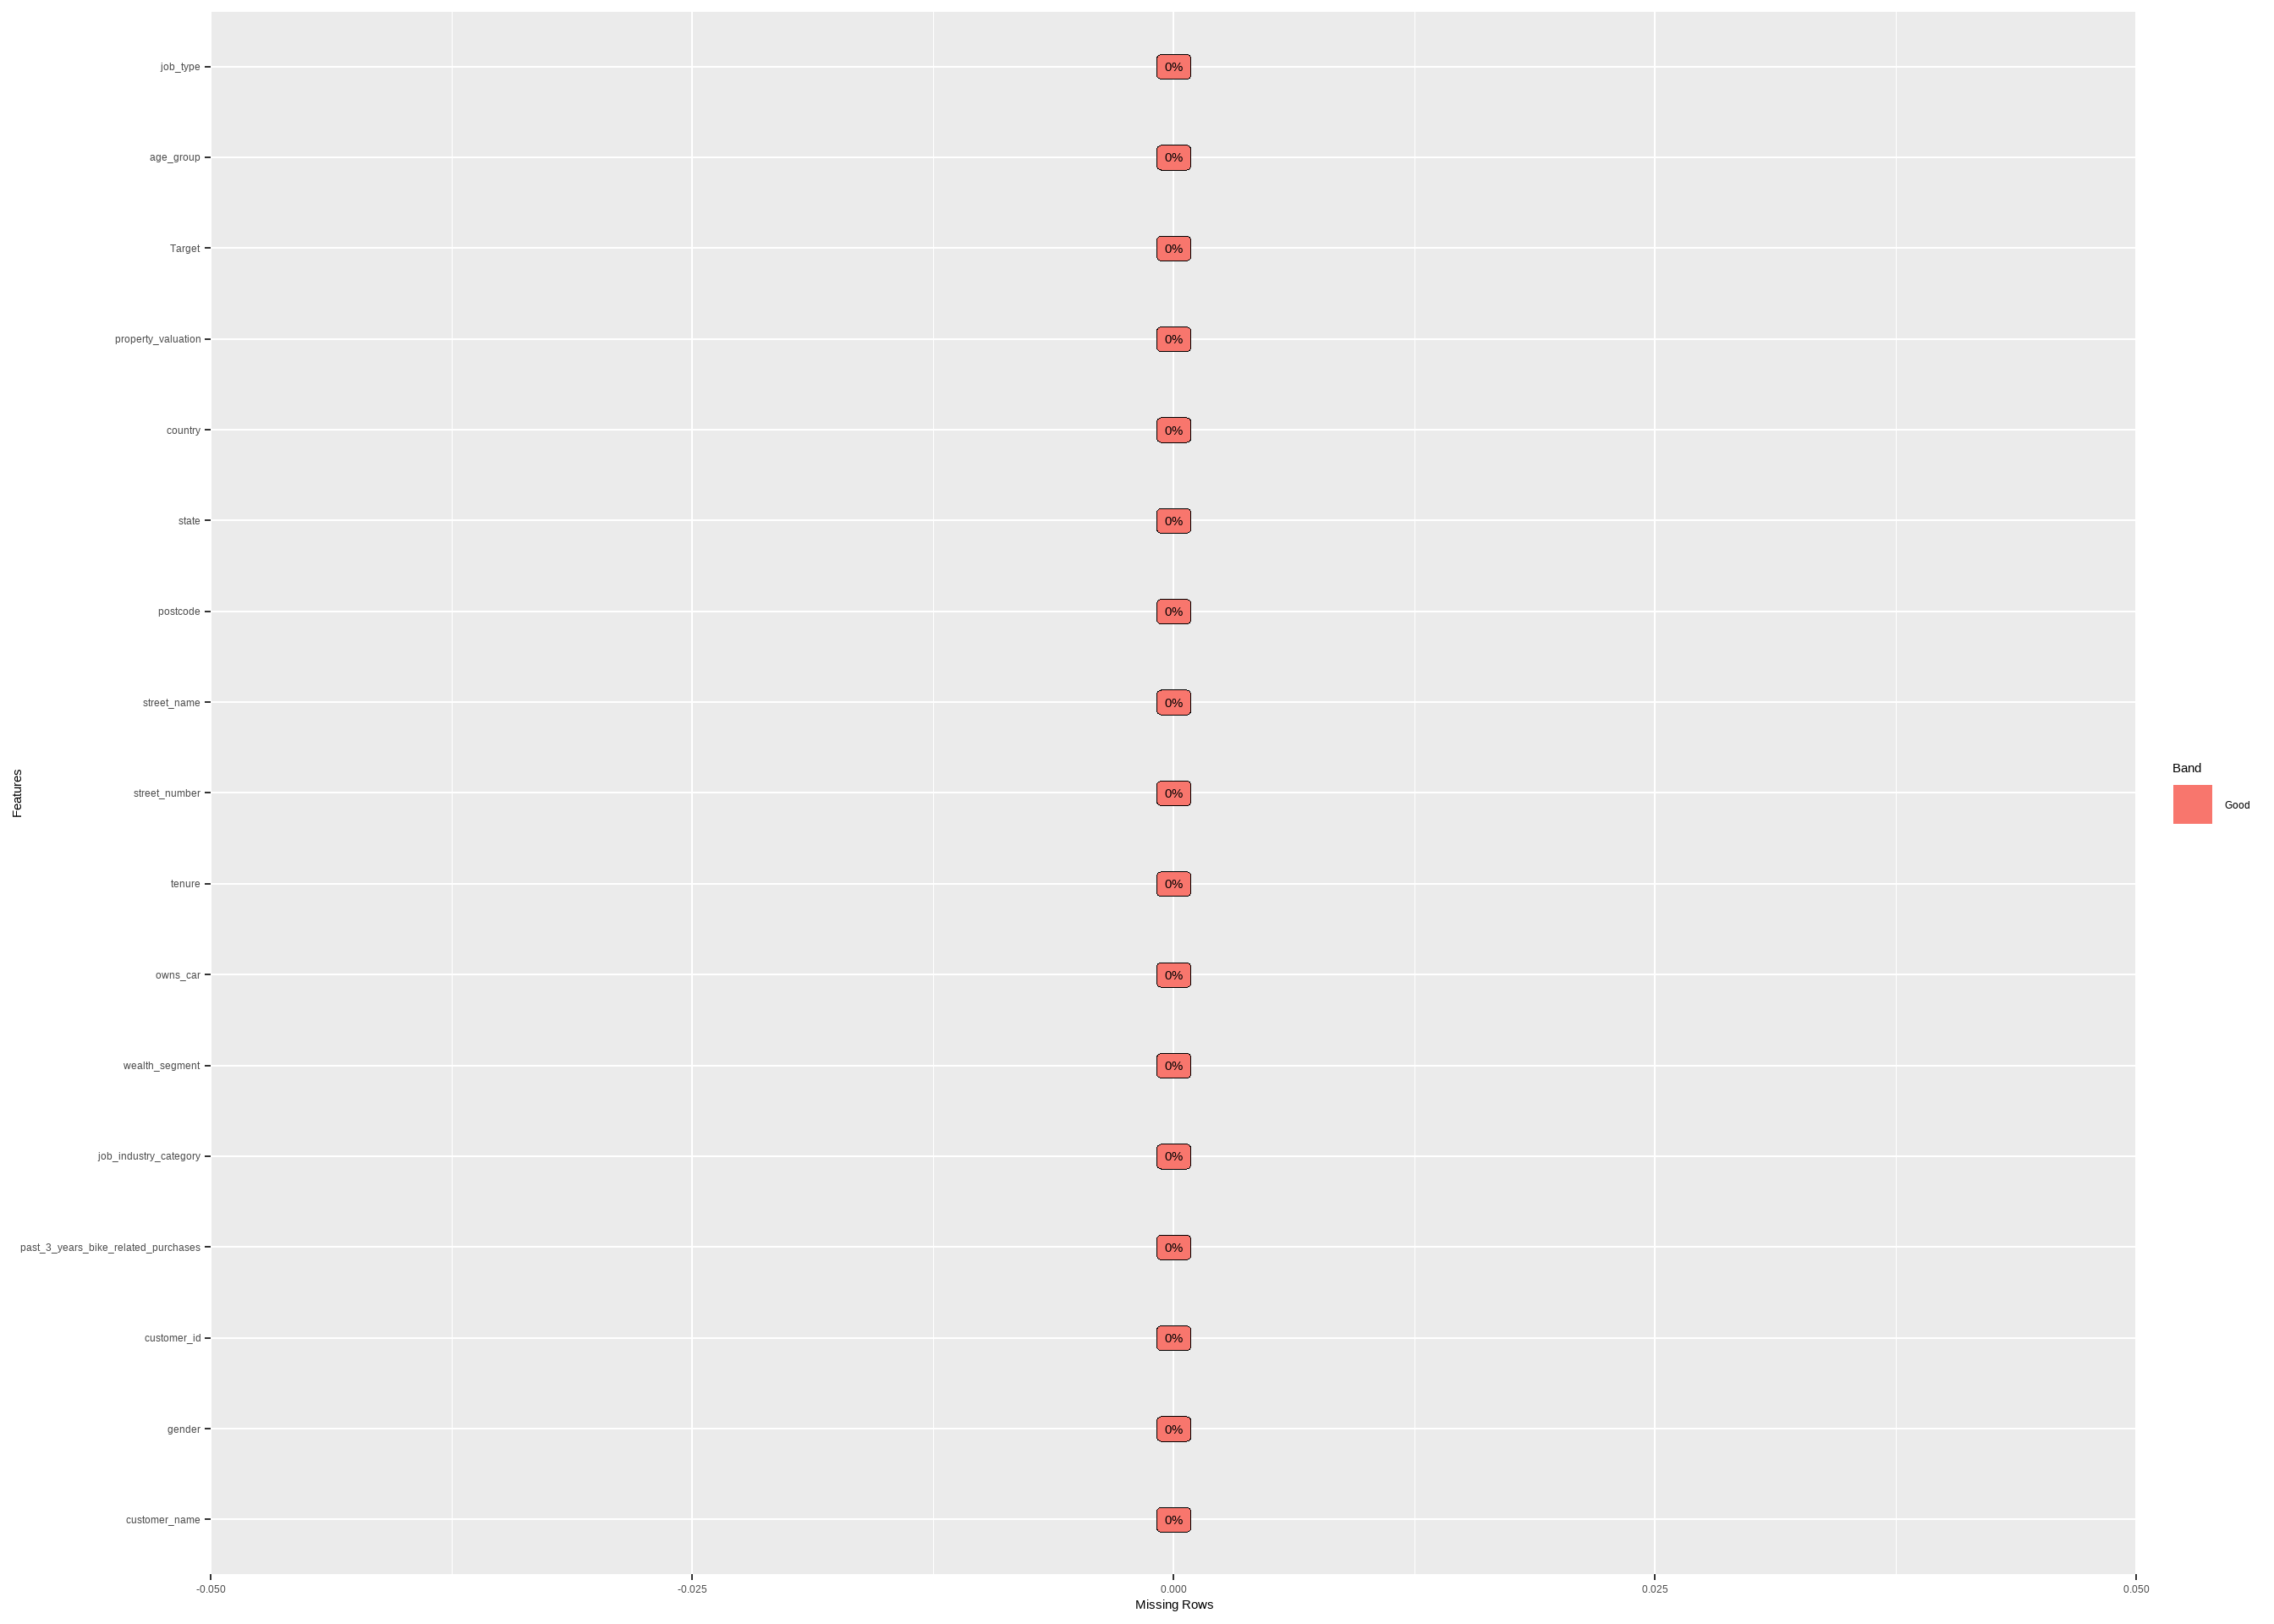 job_type 0%
age_group 0%
Target 0%
property_valuation 0%
country 0%
state 0%
postcode 0%
street_name 0%
street_number 0%
tenure 0%
owns_car 0%
wealth_segment 0%
job_industry_category 0%
past_3_years_bike_related_purchases 0%
customer_id 0%
gender 0%
customer_name 0%
-0.050 -0.025 0.000 0.025 0.050
Missing Rows
Features
Band
Good